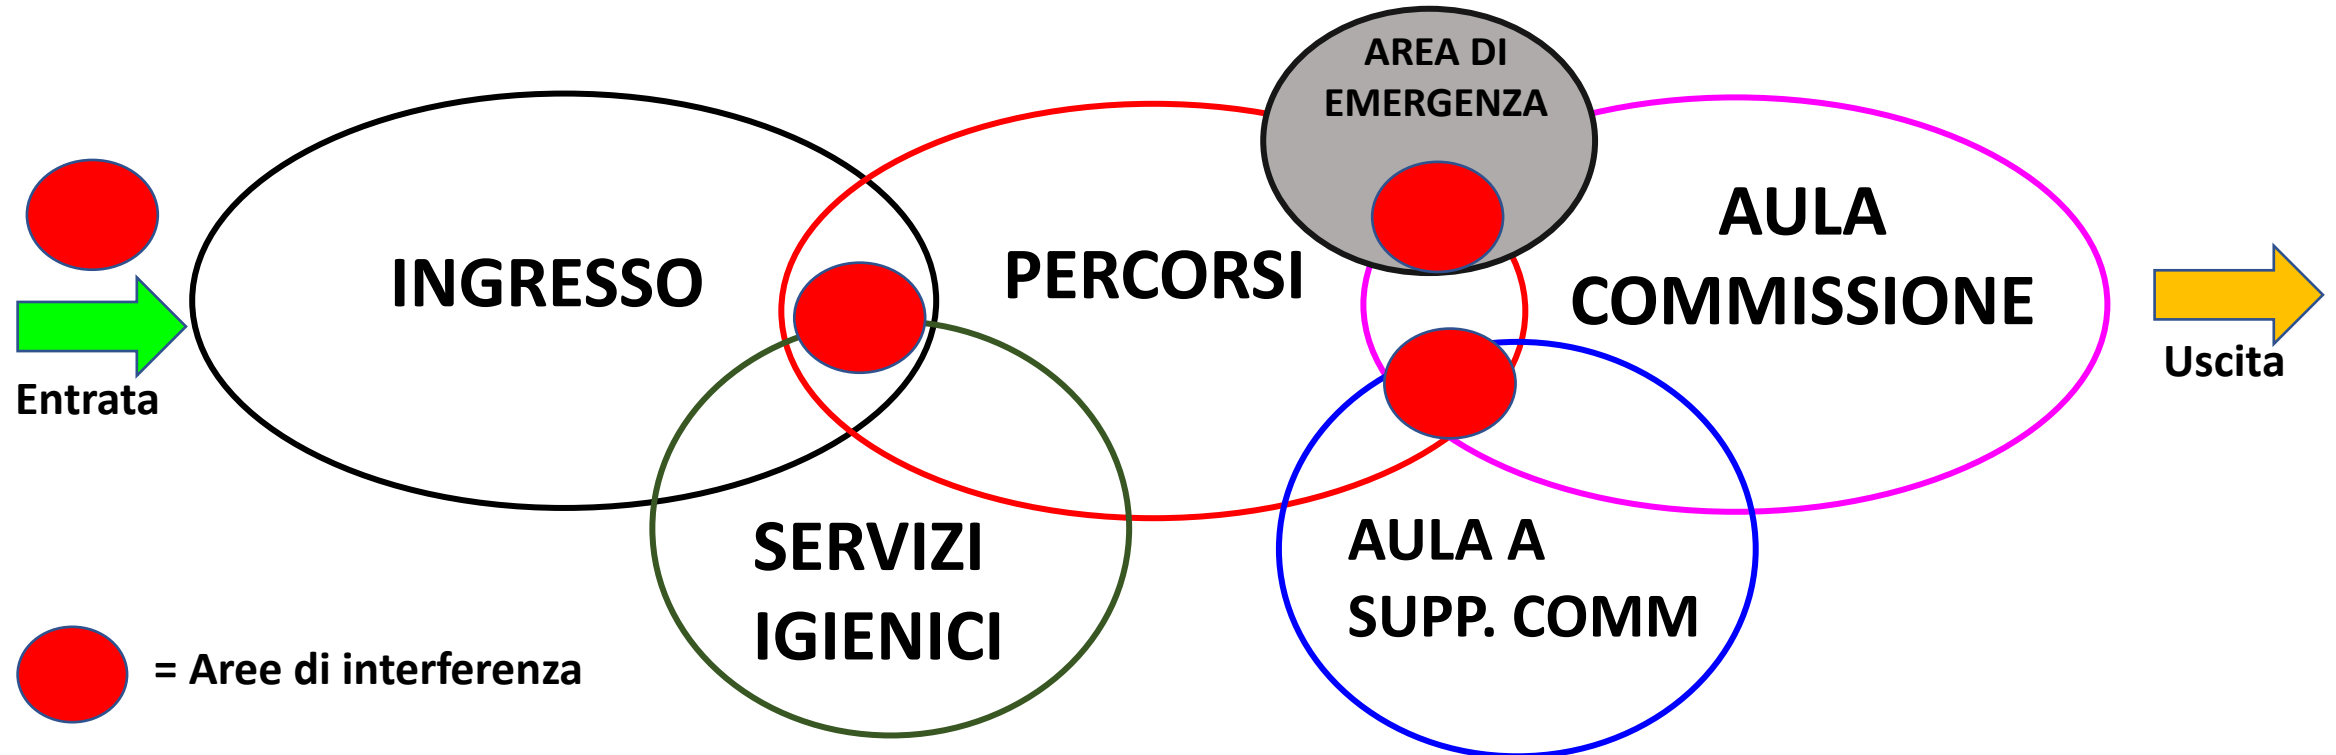 AREA DI
EMERGENZA
INGRESSO
PERCORSI
AULA
COMMISSIONE
Entrata
Uscita
SERVIZI
IGIENICI
AULA A
SUPP. COMM
= Aree di interferenza